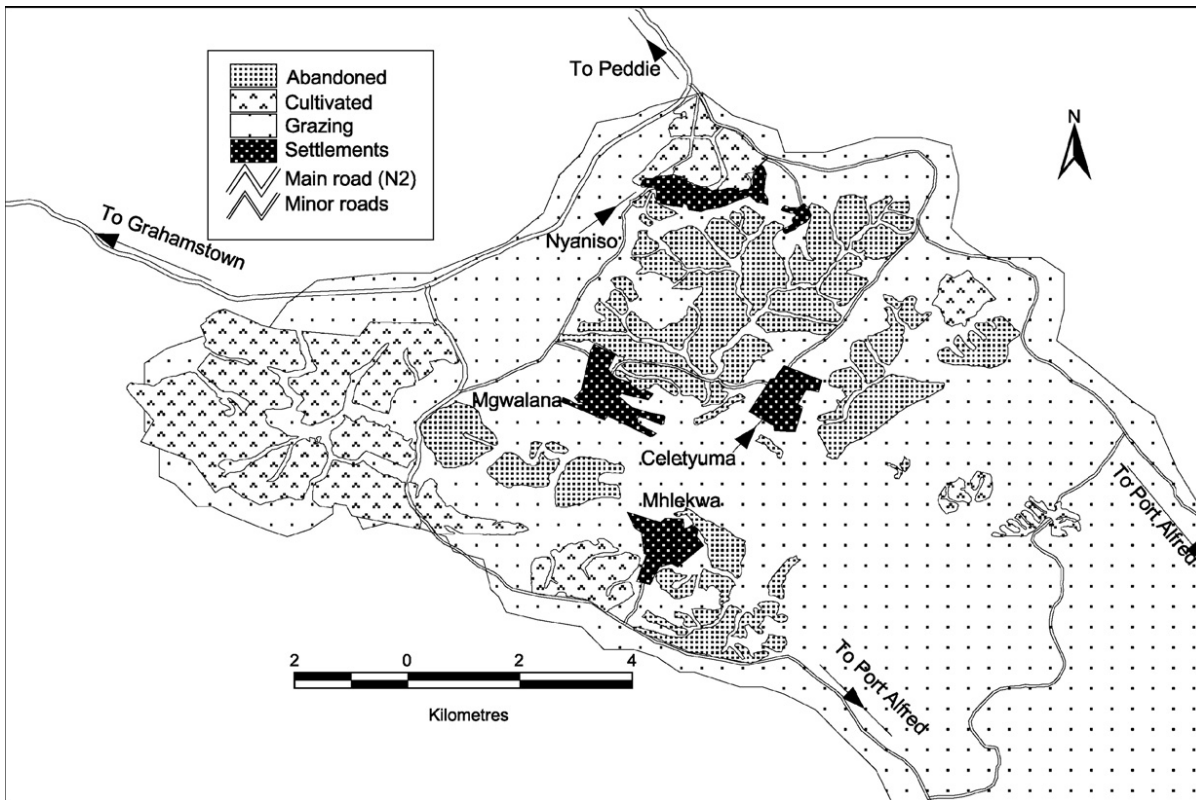 To Peddie
Abandoned
Cultivated
Grazing
Settlements
Main road (N2)
Minor roads
N
To Grahamstown
Nyaniso
Mgwalana
Celetyuma
Mhlekwa
To Port Alfred
To Port Alfred
2 0 2 4
Kilometres